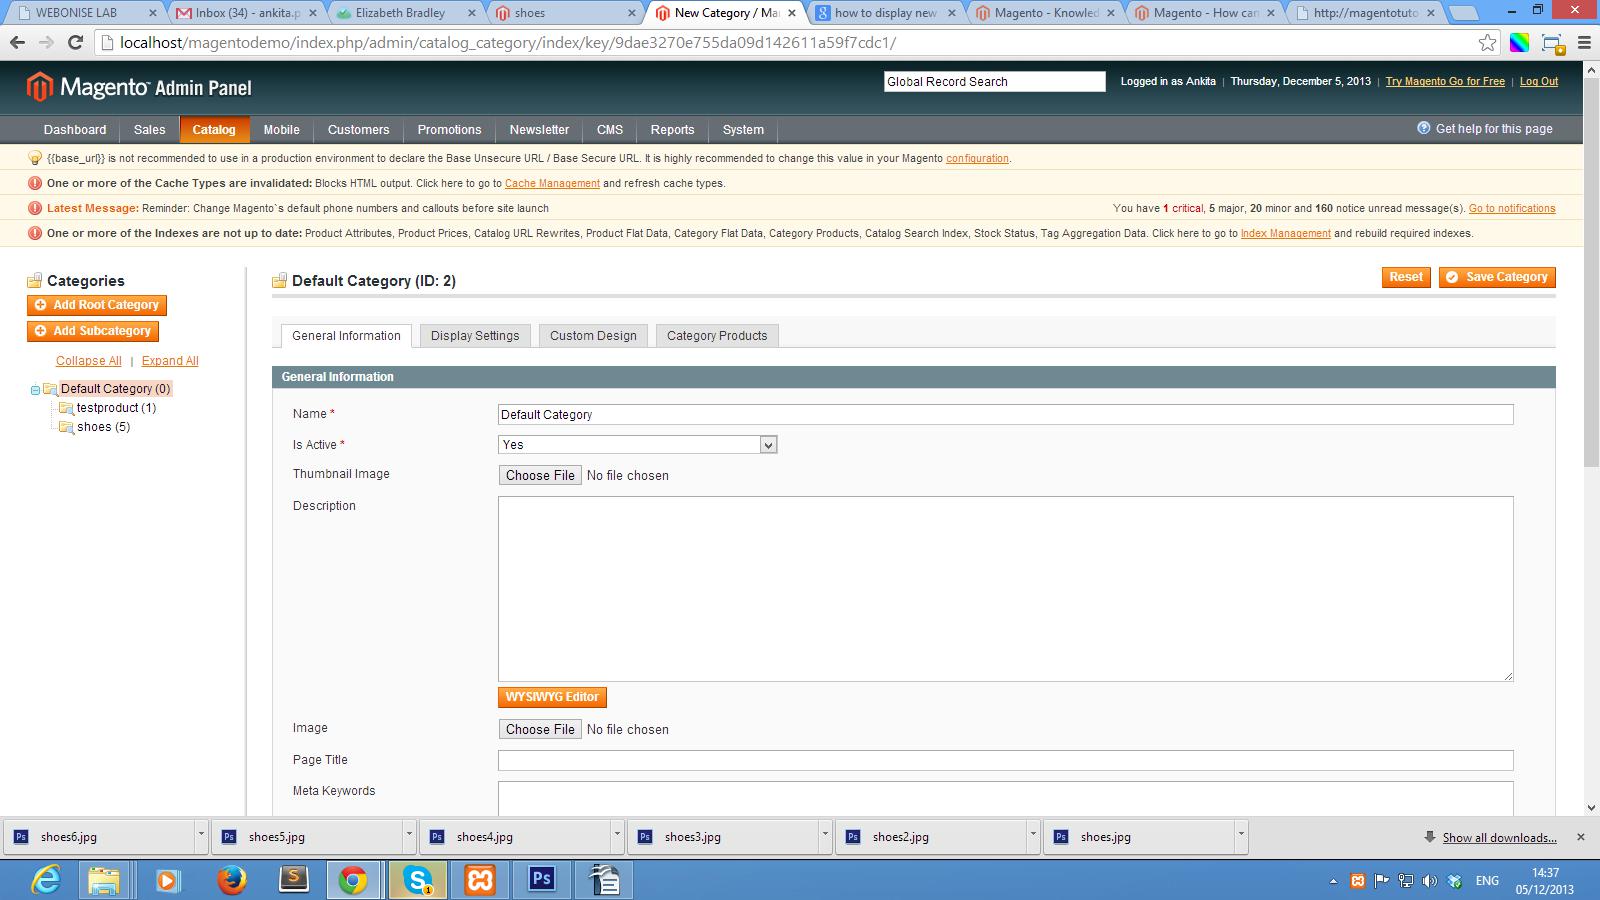 WEBONISE LAB
Inbox (34) - ankita.p
Elizabeth Bradley
shoes
New Category / Ma
how to display new
Magento - Knowled
Magento - How can
http://magentotuto
localhost/magentodemo/index.php/admin/catalog_category/index/key/9dae3270e755da09d142611a59f7cdc1/
Magento Admin Panel
Global Record Search
Logged in as Ankita | Thursday, December 5, 2013 | Try Magento Go for Free | Log Out
Dashboard Sales Catalog Mobile Customers Promotions Newsletter CMS Reports System
Get help for this page
{{base_url}} is not recommended to use in a production environment to declare the Base Unsecure URL / Base Secure URL. It is highly recommended to change this value in your Magento configuration.
One or more of the Cache Types are invalidated: Blocks HTML output. Click here to go to Cache Management and refresh cache types.
Latest Message: Reminder: Change Magento`s default phone numbers and callouts before site launch
You have 1 critical, 5 major, 20 minor and 160 notice unread message(s). Go to notifications
One or more of the Indexes are not up to date: Product Attributes, Product Prices, Catalog URL Rewrites, Product Flat Data, Category Flat Data, Category Products, Catalog Search Index, Stock Status, Tag Aggregation Data. Click here to go to Index Management and rebuild required indexes.
Categories
Add Root Category
Add Subcategory
Collapse All | Expand All
Default Category (0)
testproduct (1)
shoes (5)
Default Category (ID: 2)
Reset
Save Category
General Information
Display Settings
Custom Design
Category Products
General Information
Name *
Default Category
Is Active *
Yes
Thumbnail Image
Choose File No file chosen
Description
WYSIWYG Editor
Image
Choose File No file chosen
Page Title
Meta Keywords
Ps shoes6.jpg
Ps shoes5.jpg
Ps shoes4.jpg
Ps shoes3.jpg
Ps shoes2.jpg
Ps shoes.jpg
Show all downloads...
S
1
Ps
ENG
14:37
05/12/2013